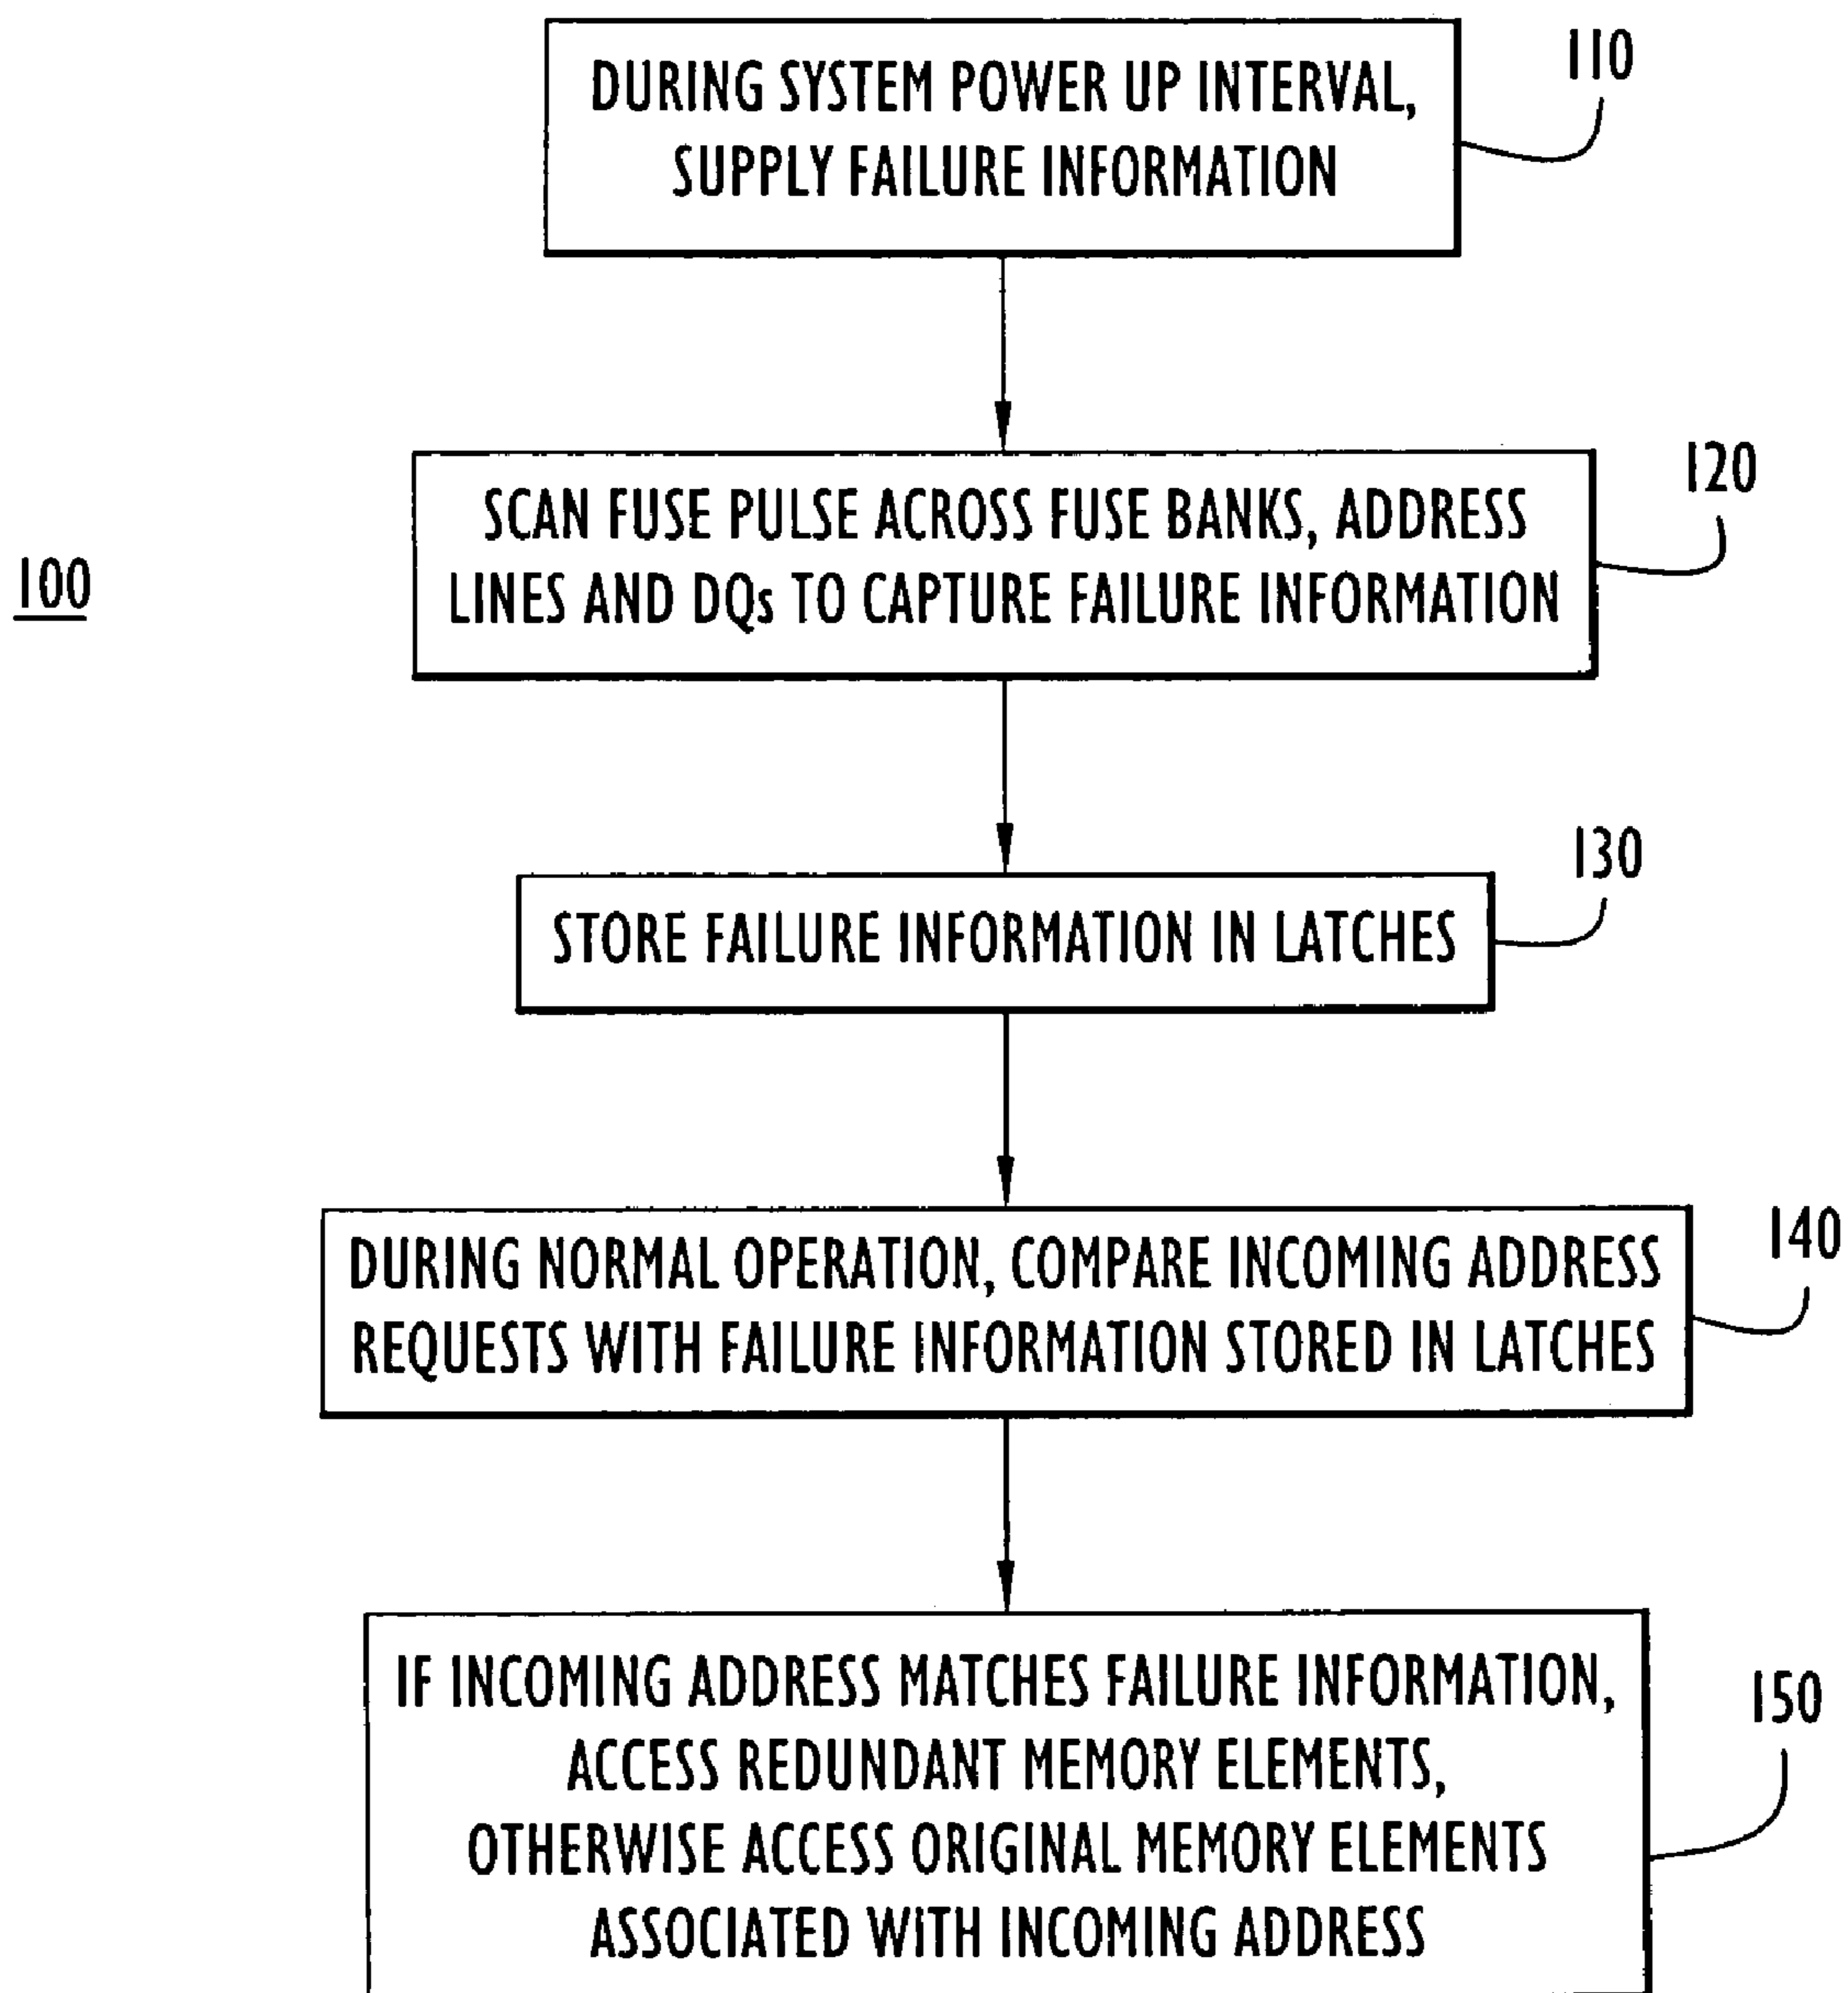 110
DURING SYSTEM POWER UP INTERVAL,
SUPPLY FAILURE INFORMATION
120
SCAN FUSE PULSE ACROSS FUSE BANKS, ADDRESS
LINES AND DQs TO CAPTURE FAILURE INFORMATION
100
130
STORE FAILURE INFORMATION IN LATCHES
140
DURING NORMAL OPERATION, COMPARE INCOMING ADDRESS
REQUESTS WITH FAILURE INFORMATION STORED IN LATCHES
150
IF INCOMING ADDRESS MATCHES FAILURE INFORMATION,
ACCESS REDUNDANT MEMORY ELEMENTS,
OTHERWISE ACCESS ORIGINAL MEMORY ELEMENTS
ASSOCIATED WITH INCOMING ADDRESS